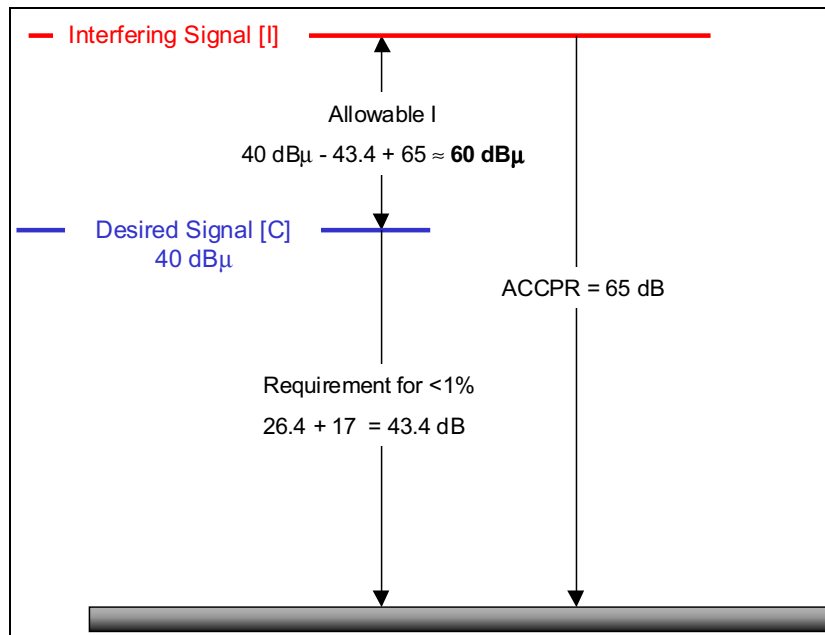 Interfering Signal [I]
Allowable I
40 dBμ - 43.4 + 65 ≈ 60 dBμ
Desired Signal [C]
40 dBμ
ACCPR = 65 dB
Requirement for <1%
26.4 + 17 = 43.4 dB